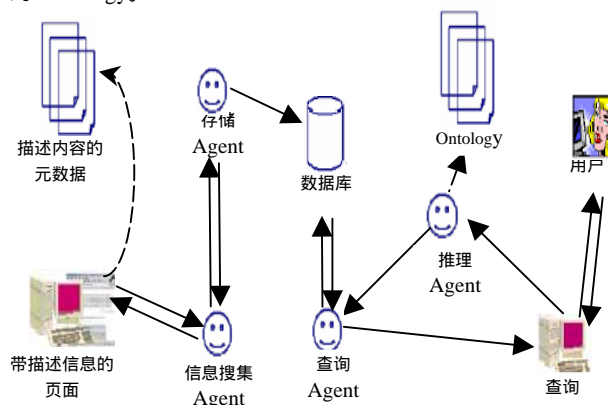 描述内容的
元数据
存储
Agent
数据库
Ontology
用户
推理
Agent
带描述信息的
页面
信息搜集
Agent
查询
Agent
查询